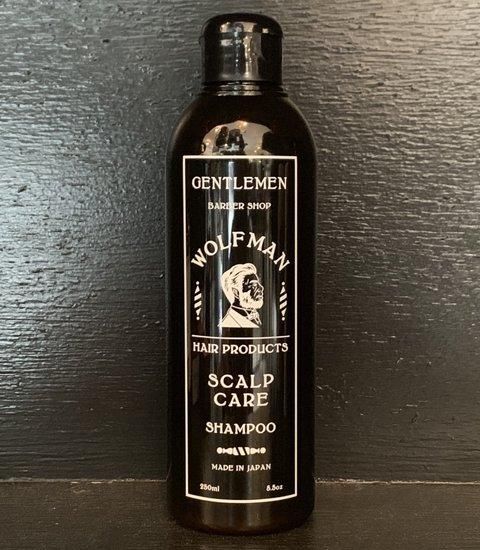 GENTLEMEN
BARBER SHOP
WOLFMAN
HAIR PRODUCTS
SCALP
CARE
SHAMPOO
MADE IN JAPAN
250ml 8.5oz